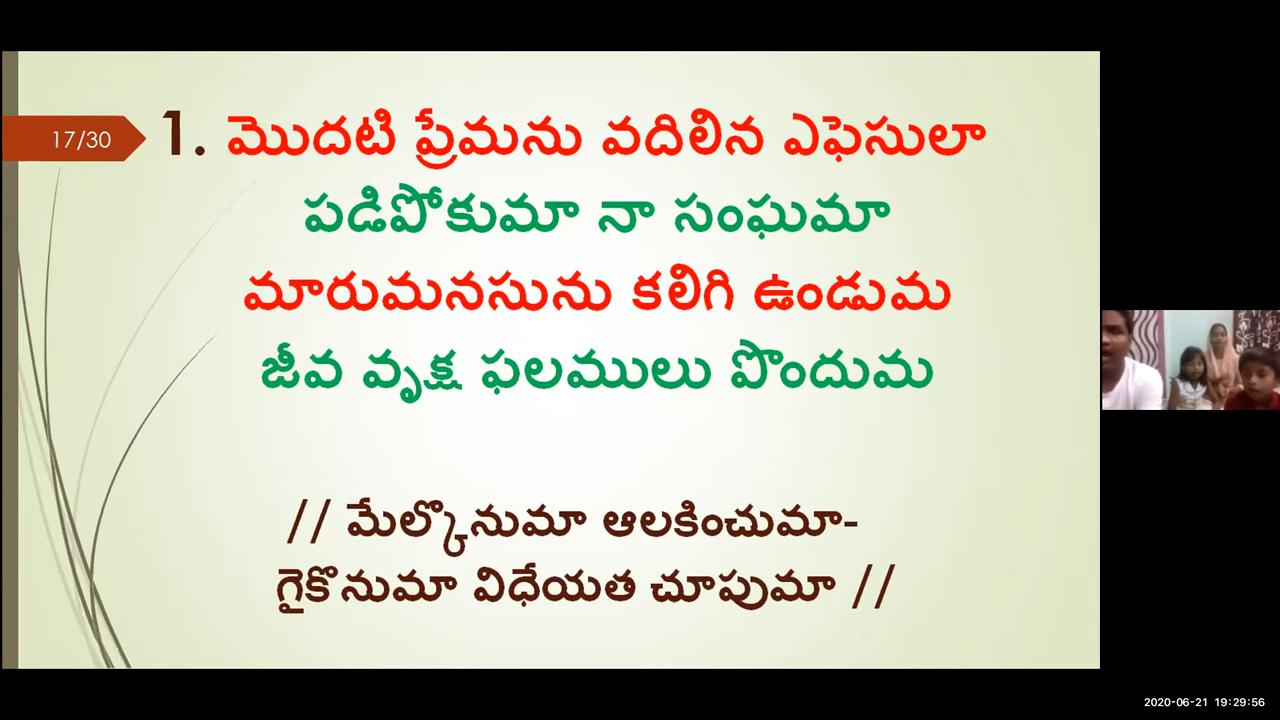 17/30
1. మొదటి ప్రేమను వదిలిన ఎఫెసులా
పడిపోకుమా నా సంఘమా
మారుమనసును కలిగి ఉండుమ
జీవ వృక్ష ఫలములు పొందుమ
// మేల్కొనుమా ఆలకించుమా-
గైకొనుమా విధేయత చూపుమా //
2020-06-21 19:29:56